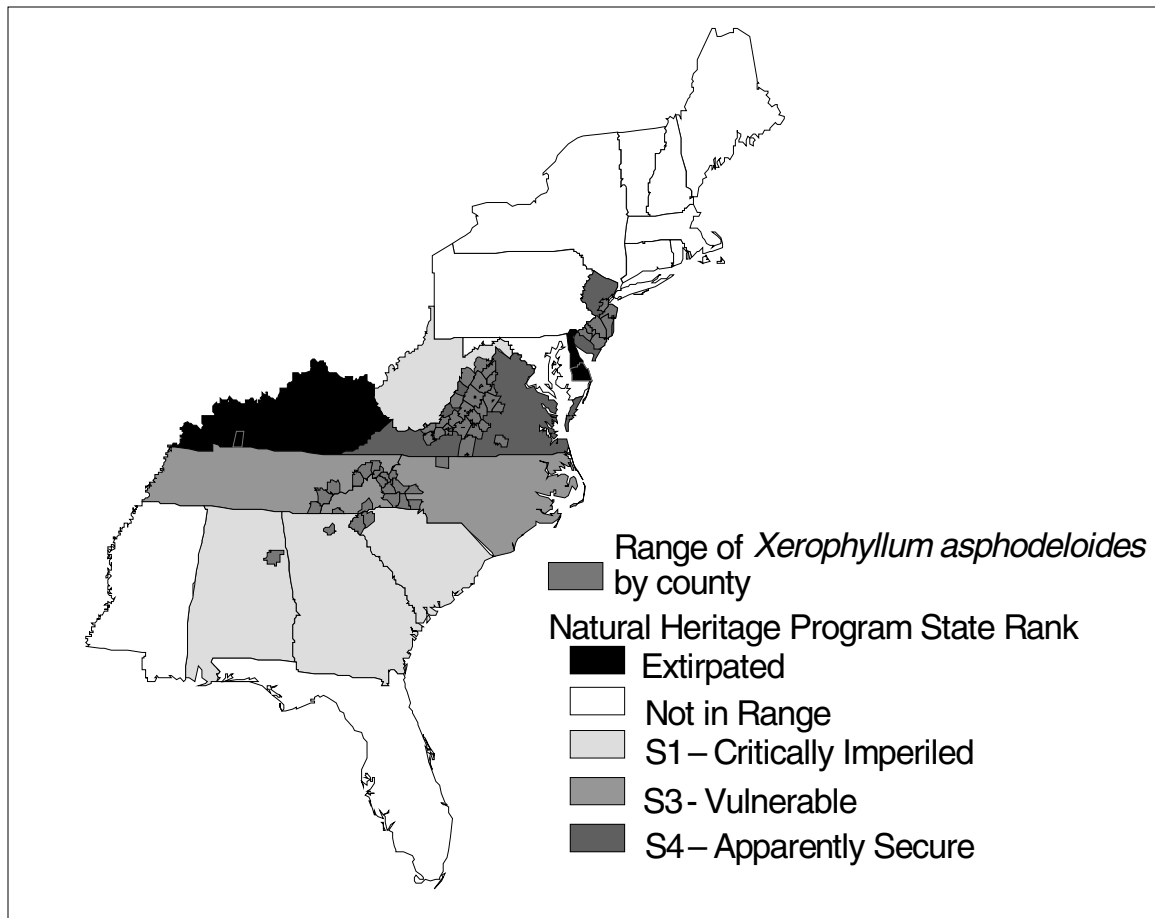 Range of Xerophyllum asphodeloides
by county
Natural Heritage Program State Rank
Extirpated
Not in Range
S1 – Critically Imperiled
S3 - Vulnerable
S4 – Apparently Secure